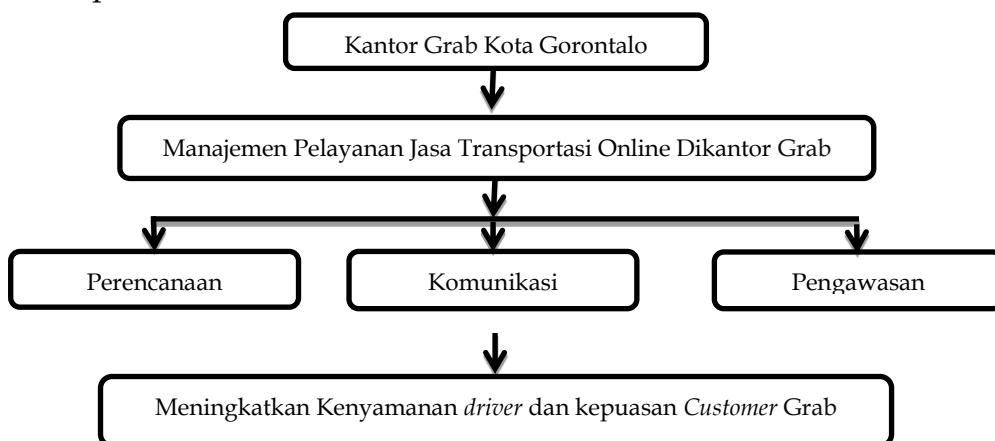 Kantor Grab Kota Gorontalo
Manajemen Pelayanan Jasa Transportasi Online Dikantor Grab
Perencanaan
Komunikasi
Pengawasan
Meningkatkan Kenyamanan driver dan kepuasan Customer Grab